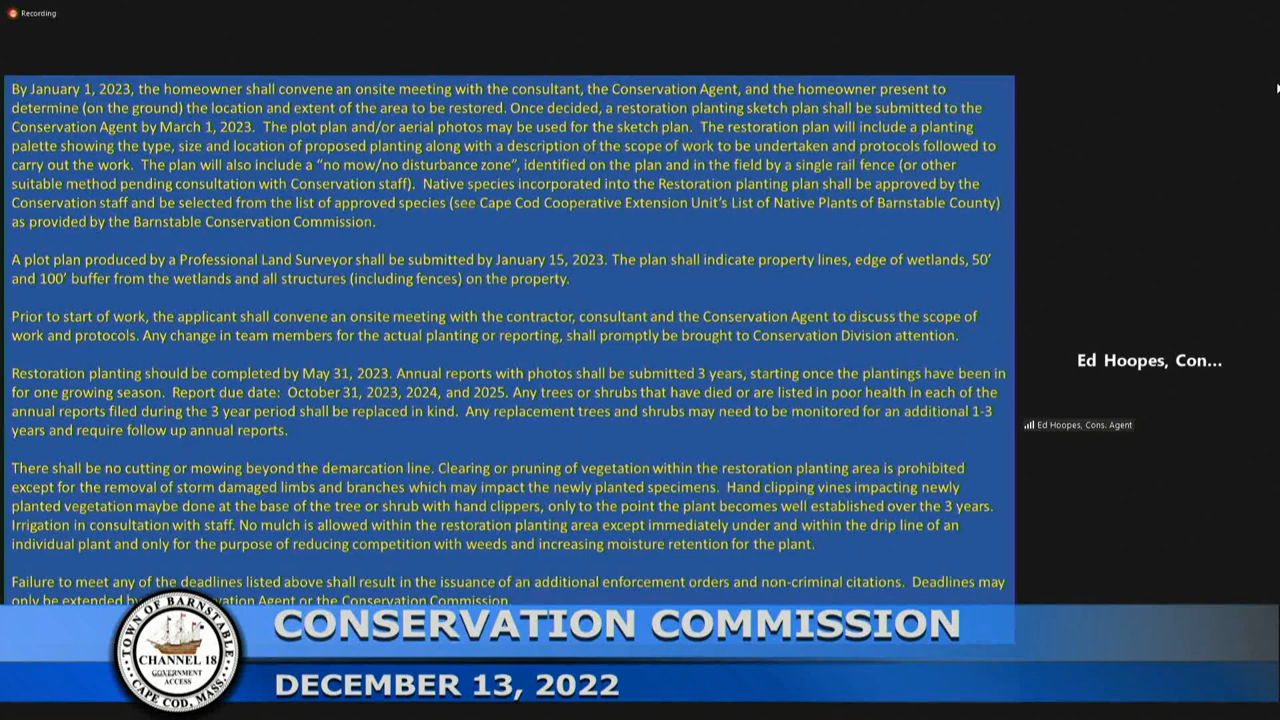 Recording
By January 1, 2023, the homeowner shall convene an onsite meeting with the consultant, the Conservation Agent, and the homeowner present to
determine (on the ground) the location and extent of the area to be restored. Once decided, a restoration planting sketch plan shall be submitted to the
Conservation Agent by March 1, 2023. The plot plan and/or aerial photos may be used for the sketch plan. The restoration plan will include a planting
palette showing the type, size and location of proposed planting along with a description of the scope of work to be undertaken and protocols followed to
carry out the work. The plan will also include a “no mow/no disturbance zone”, identified on the plan and in the field by a single rail fence (or other
suitable method pending consultation with Conservation staff). Native species incorporated into the Restoration planting plan shall be approved by the
Conservation staff and be selected from the list of approved species (see Cape Cod Cooperative Extension Unit’s List of Native Plants of Barnstable County)
as provided by the Barnstable Conservation Commission.
A plot plan produced by a Professional Land Surveyor shall be submitted by January 15, 2023. The plan shall indicate property lines, edge of wetlands, 50’
and 100’ buffer from the wetlands and all structures (including fences) on the property.
Prior to start of work, the applicant shall convene an onsite meeting with the contractor, consultant and the Conservation Agent to discuss the scope of
work and protocols. Any change in team members for the actual planting or reporting, shall promptly be brought to Conservation Division attention.
Restoration planting should be completed by May 31, 2023. Annual reports with photos shall be submitted 3 years, starting once the plantings have been in
for one growing season. Report due date: October 31, 2023, 2024, and 2025. Any trees or shrubs that have died or are listed in poor health in each of the
annual reports filed during the 3 year period shall be replaced in kind. Any replacement trees and shrubs may need to be monitored for an additional 1-3
years and require follow up annual reports.
There shall be no cutting or mowing beyond the demarcation line. Clearing or pruning of vegetation within the restoration planting area is prohibited
except for the removal of storm damaged limbs and branches which may impact the newly planted specimens. Hand clipping vines impacting newly
planted vegetation maybe done at the base of the tree or shrub with hand clippers, only to the point the plant becomes well established over the 3 years.
Irrigation in consultation with staff. No mulch is allowed within the restoration planting area except immediately under and within the drip line of an
individual plant and only for the purpose of reducing competition with weeds and increasing moisture retention for the plant.
Failure to meet any of the deadlines listed above shall result in the issuance of an additional enforcement orders and non-criminal citations. Deadlines may
only be extended by vation Agent or the Conservation Commission.
Ed Hoopes, Con...
Ed Hoopes, Cons. Agent
TOWN OF BARNSTABLE
CHANNEL 18
GOVERNMENT
ACCESS
CAPE COD, MASS.
CONSERVATION COMMISSION
DECEMBER 13, 2022